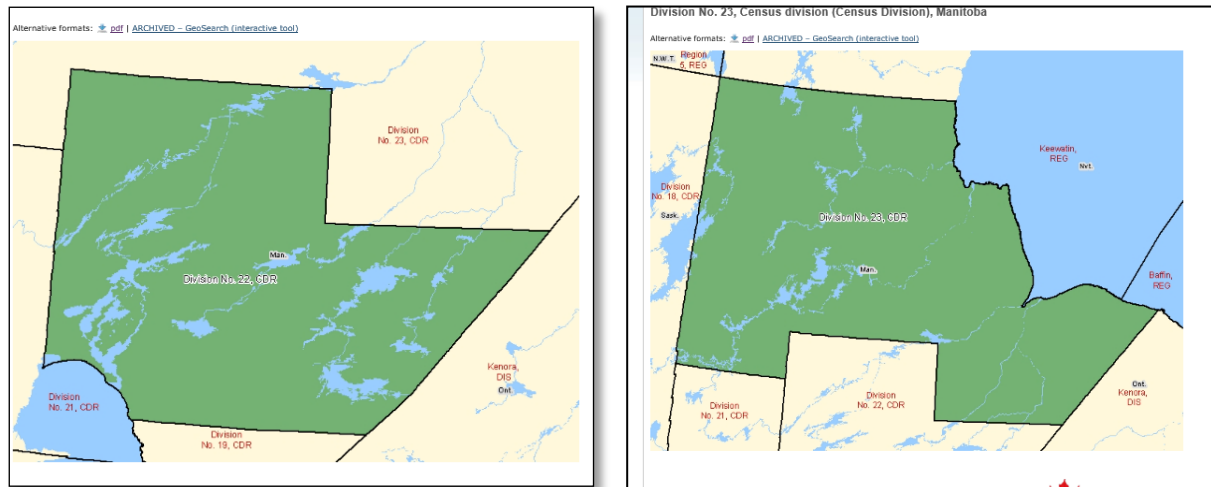 Alternative formats: pdf | ARCHIVED – GeoSearch (interactive tool)
Division
No. 23, CDR
Man.
Division No. 22, CDR
Kenora,
DIS
Ont.
Division
No. 21, CDR
Division
No. 19, CDR
Division No. 23, Census division (Census Division), Manitoba
Alternative formats: pdf | ARCHIVED – GeoSearch (interactive tool)
N.W.T.
Region
5, REG
Keewatin,
REG
Nvt.
Division
No. 18, CDR
Sask.
Division No. 23, CDR
Man.
Baffin,
REG
Division
No. 21, CDR
Division
No. 22, CDR
Ont.
Kenora,
DIS